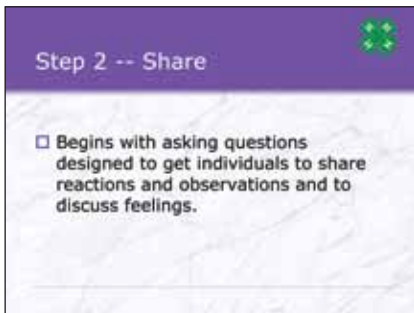 Step 2 -- Share
Begins with asking questions
designed to get individuals to share
reactions and observations and to
discuss feelings.